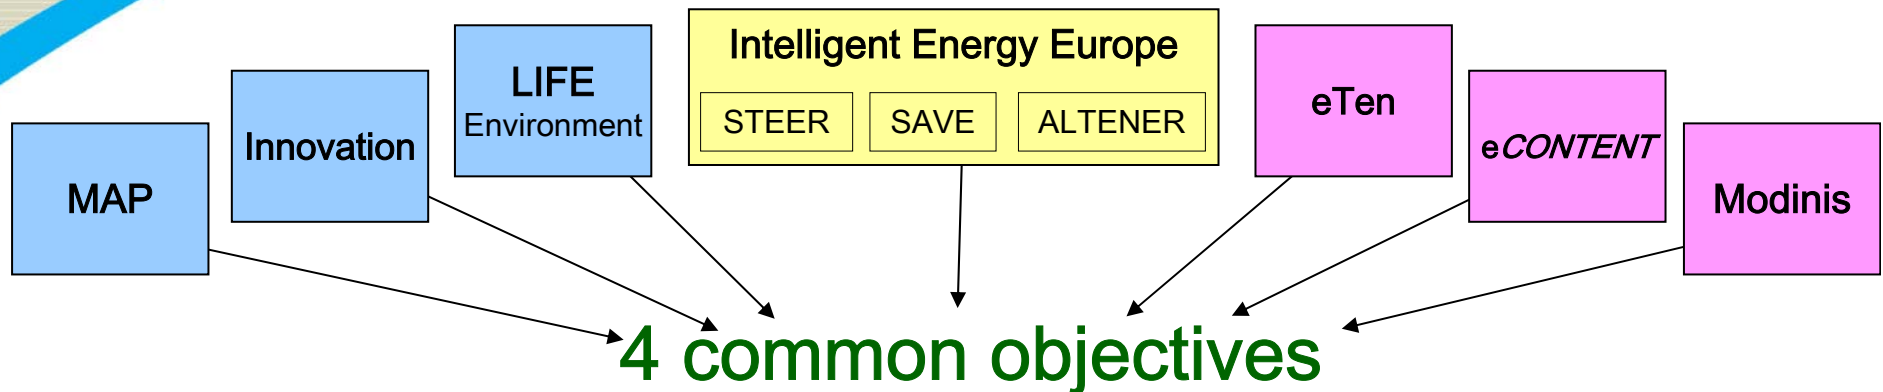 MAP
Innovation
LIFE
Environment
Intelligent Energy Europe
STEER SAVE ALTENER
eTen
eCONTENT
Modinis
4 common objectives